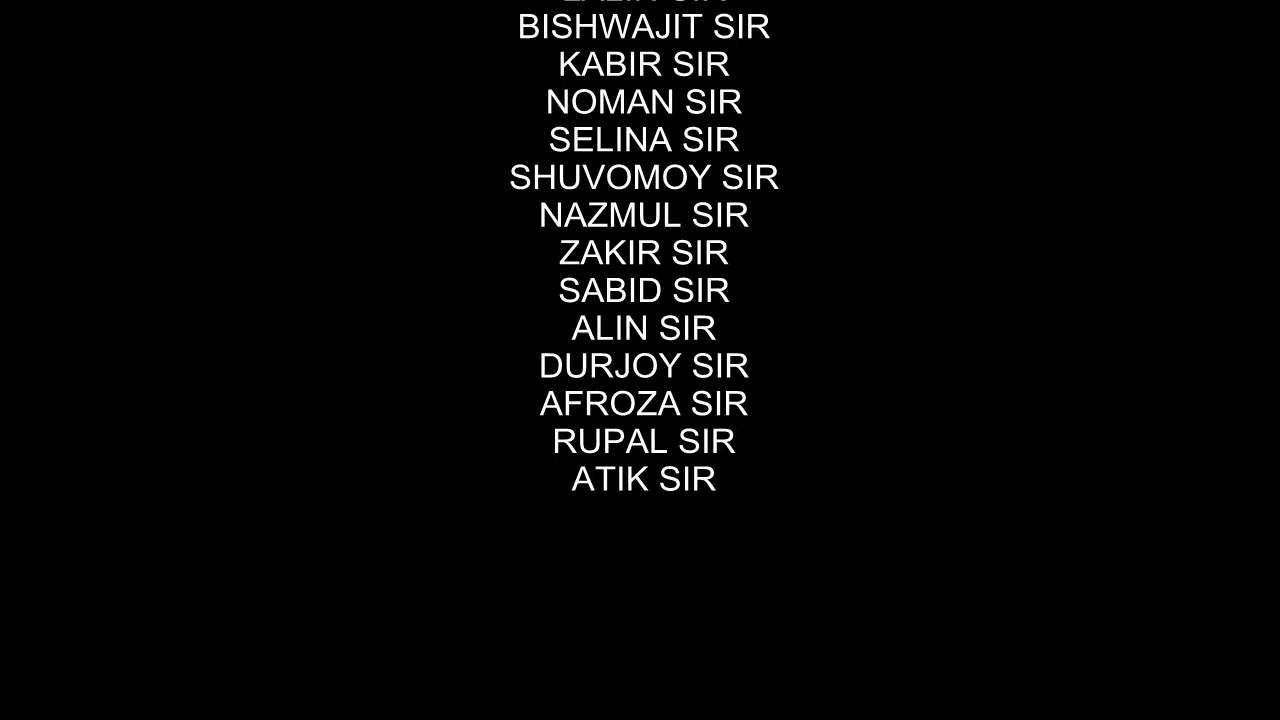 BISHWAJIT SIR
KABIR SIR
NOMAN SIR
SELINA SIR
SHUVOMOY SIR
NAZMUL SIR
ZAKIR SIR
SABID SIR
ALIN SIR
DURJOY SIR
AFROZA SIR
RUPAL SIR
ATIK SIR